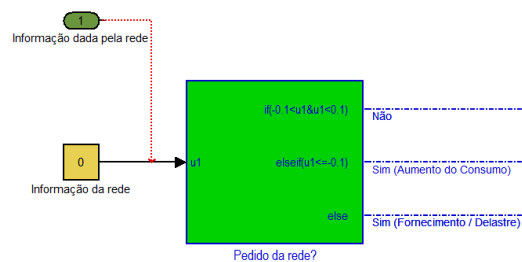 1
Informação dada pela rede
if(-0.1<u1&u1<0.1)
Não
0
u1
elseif(u1<=-0.1)
Sim (Aumento do Consumo)
Informação da rede
else
Sim (Fornecimento / Delastre)
Pedido da rede?